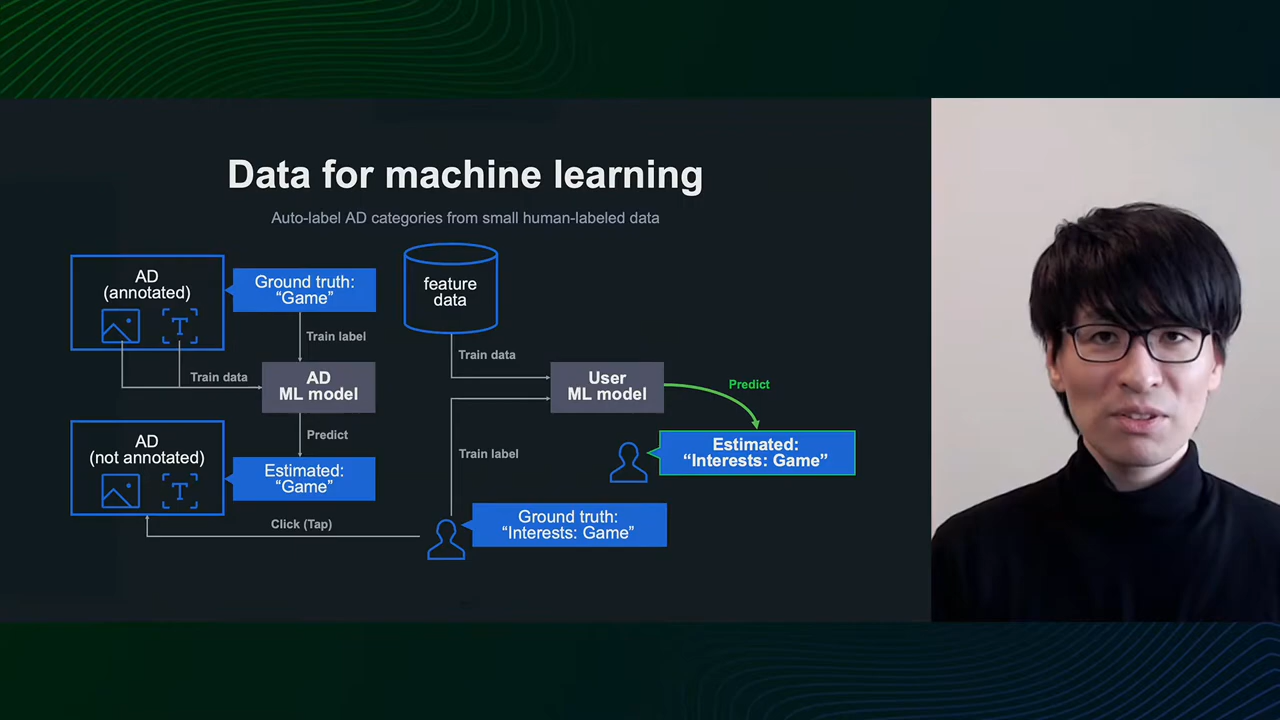 Data for machine learning
Auto-label AD categories from small human-labeled data
AD
(annotated)
T
Ground truth:
“Game”
Train label
Train data
AD
ML model
Predict
AD
(not annotated)
T
Estimated:
“Game”
Click (Tap)
feature
data
Train data
User
ML model
Train label
Predict
Estimated:
“Interests: Game”
Ground truth:
“Interests: Game”